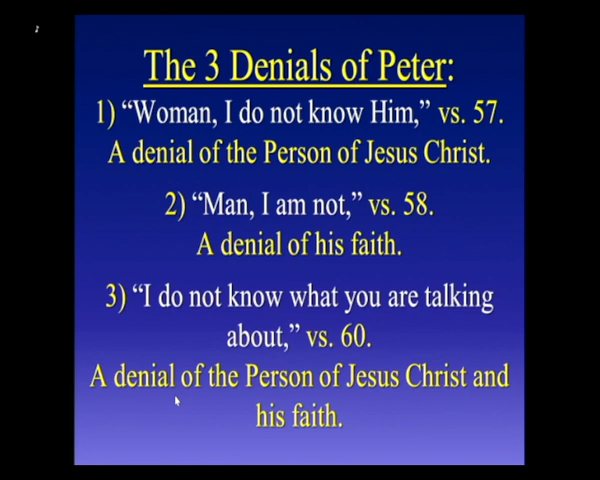 The 3 Denials of Peter:
1) “Woman, I do not know Him,” vs. 57.
A denial of the Person of Jesus Christ.
2) “Man, I am not,” vs. 58.
A denial of his faith.
3) “I do not know what you are talking
about,” vs. 60.
A denial of the Person of Jesus Christ and
his faith.